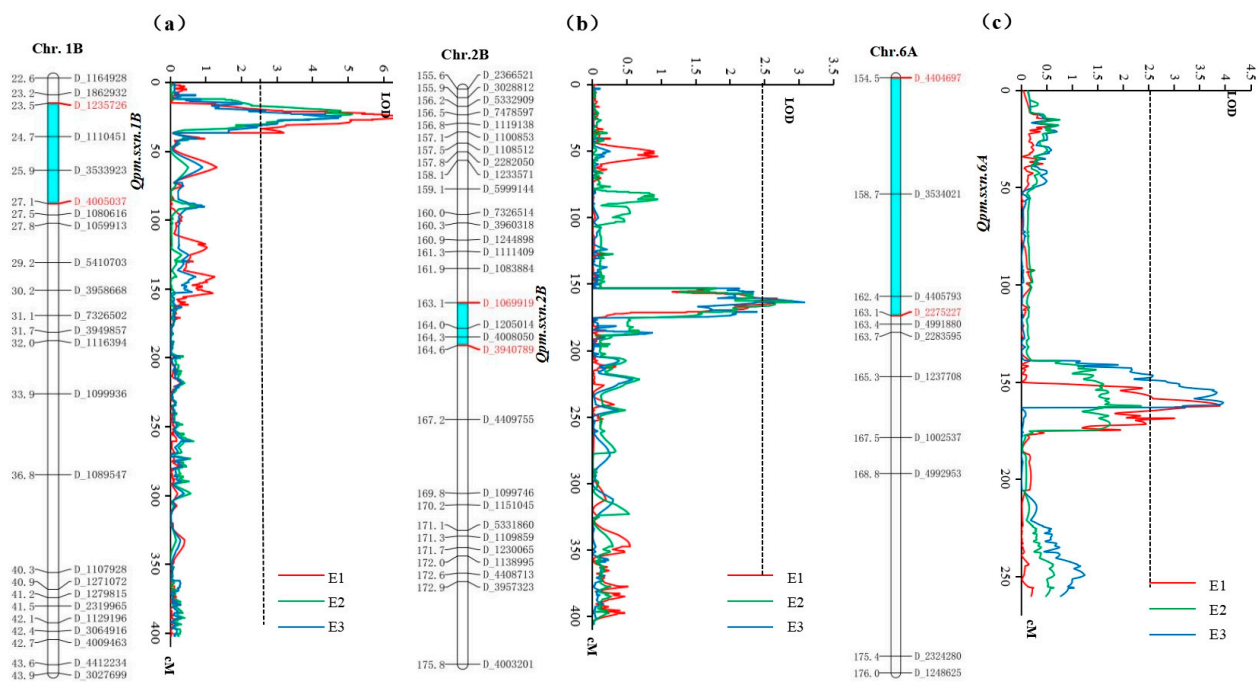 (a)
(b)
(c)
Chr. 1B
22.6 D_1164928
23.2 D_1862932
23.5 D_1235726
24.7 D_1110451
25.9 D_3533923
27.1 D_4005037
27.5 D_1080616
27.8 D_1059913
29.2 D_5410703
30.2 D_3958668
31.1 D_7326502
31.7 D_3949857
32.0 D_1116394
33.9 D_1099936
36.8 D_1089547
40.3 D_1107928
40.9 D_1271072
41.2 D_1279815
41.5 D_2319965
42.1 D_1129196
42.4 D_3064916
42.7 D_4009463
43.6 D_4412234
43.9 D_3027699
Qpm.sxn.1B
0 1 2 3 4 5 6
LOD
0
50
100
150
200
250
300
350
400
cM
E1
E2
E3
Chr.2B
155.6 D_2366521
155.9 D_3028812
156.2 D_5332909
156.5 D_7478597
156.8 D_1119138
157.1 D_1100853
157.5 D_1108512
157.8 D_2282050
158.1 D_1233571
159.1 D_5999144
160.0 D_7326514
160.3 D_3960318
160.9 D_1244898
161.3 D_1111409
161.9 D_1083884
163.1 D_1069919
164.0 D_1205014
164.3 D_4008050
164.6 D_3940789
167.2 D_4409755
169.8 D_1099746
170.2 D_1151045
171.1 D_5331860
171.3 D_1109859
171.7 D_1230065
172.0 D_1138995
172.6 D_4408713
172.9 D_3957323
175.8 D_4003201
Qpm.sxn.2B
0 0.5 1 1.5 2 2.5 3 3.5 4
LOD
0
50
100
150
200
250
300
350
400
cM
E1
E2
E3
Chr.6A
154.5 D_4404697
158.7 D_3534021
162.4 D_4405793
163.1 D_2275227
163.4 D_4991880
163.7 D_2283595
165.3 D_1237708
167.5 D_1002537
168.8 D_4992953
175.4 D_2324280
176.0 D_1248625
Qpm.sxn.6A
0 0.5 1 1.5 2 2.5 3 3.5 4 4.5
LOD
0
50
100
150
200
250
cM
E1
E2
E3